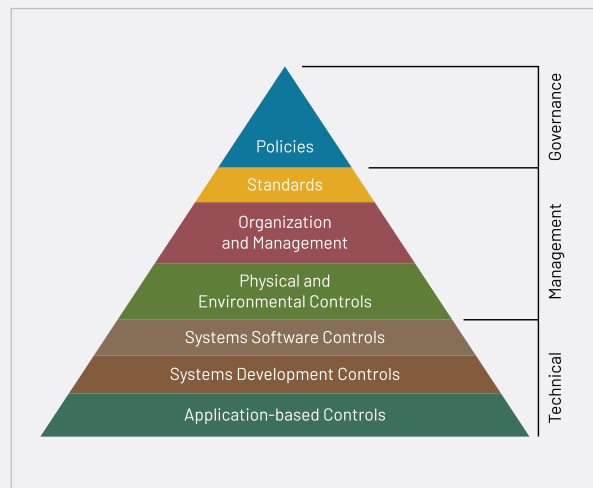 Policies
Standards
Organization
and Management
Physical and
Environmental Controls
Systems Software Controls
Systems Development Controls
Application-based Controls
Governance
Management
Technical